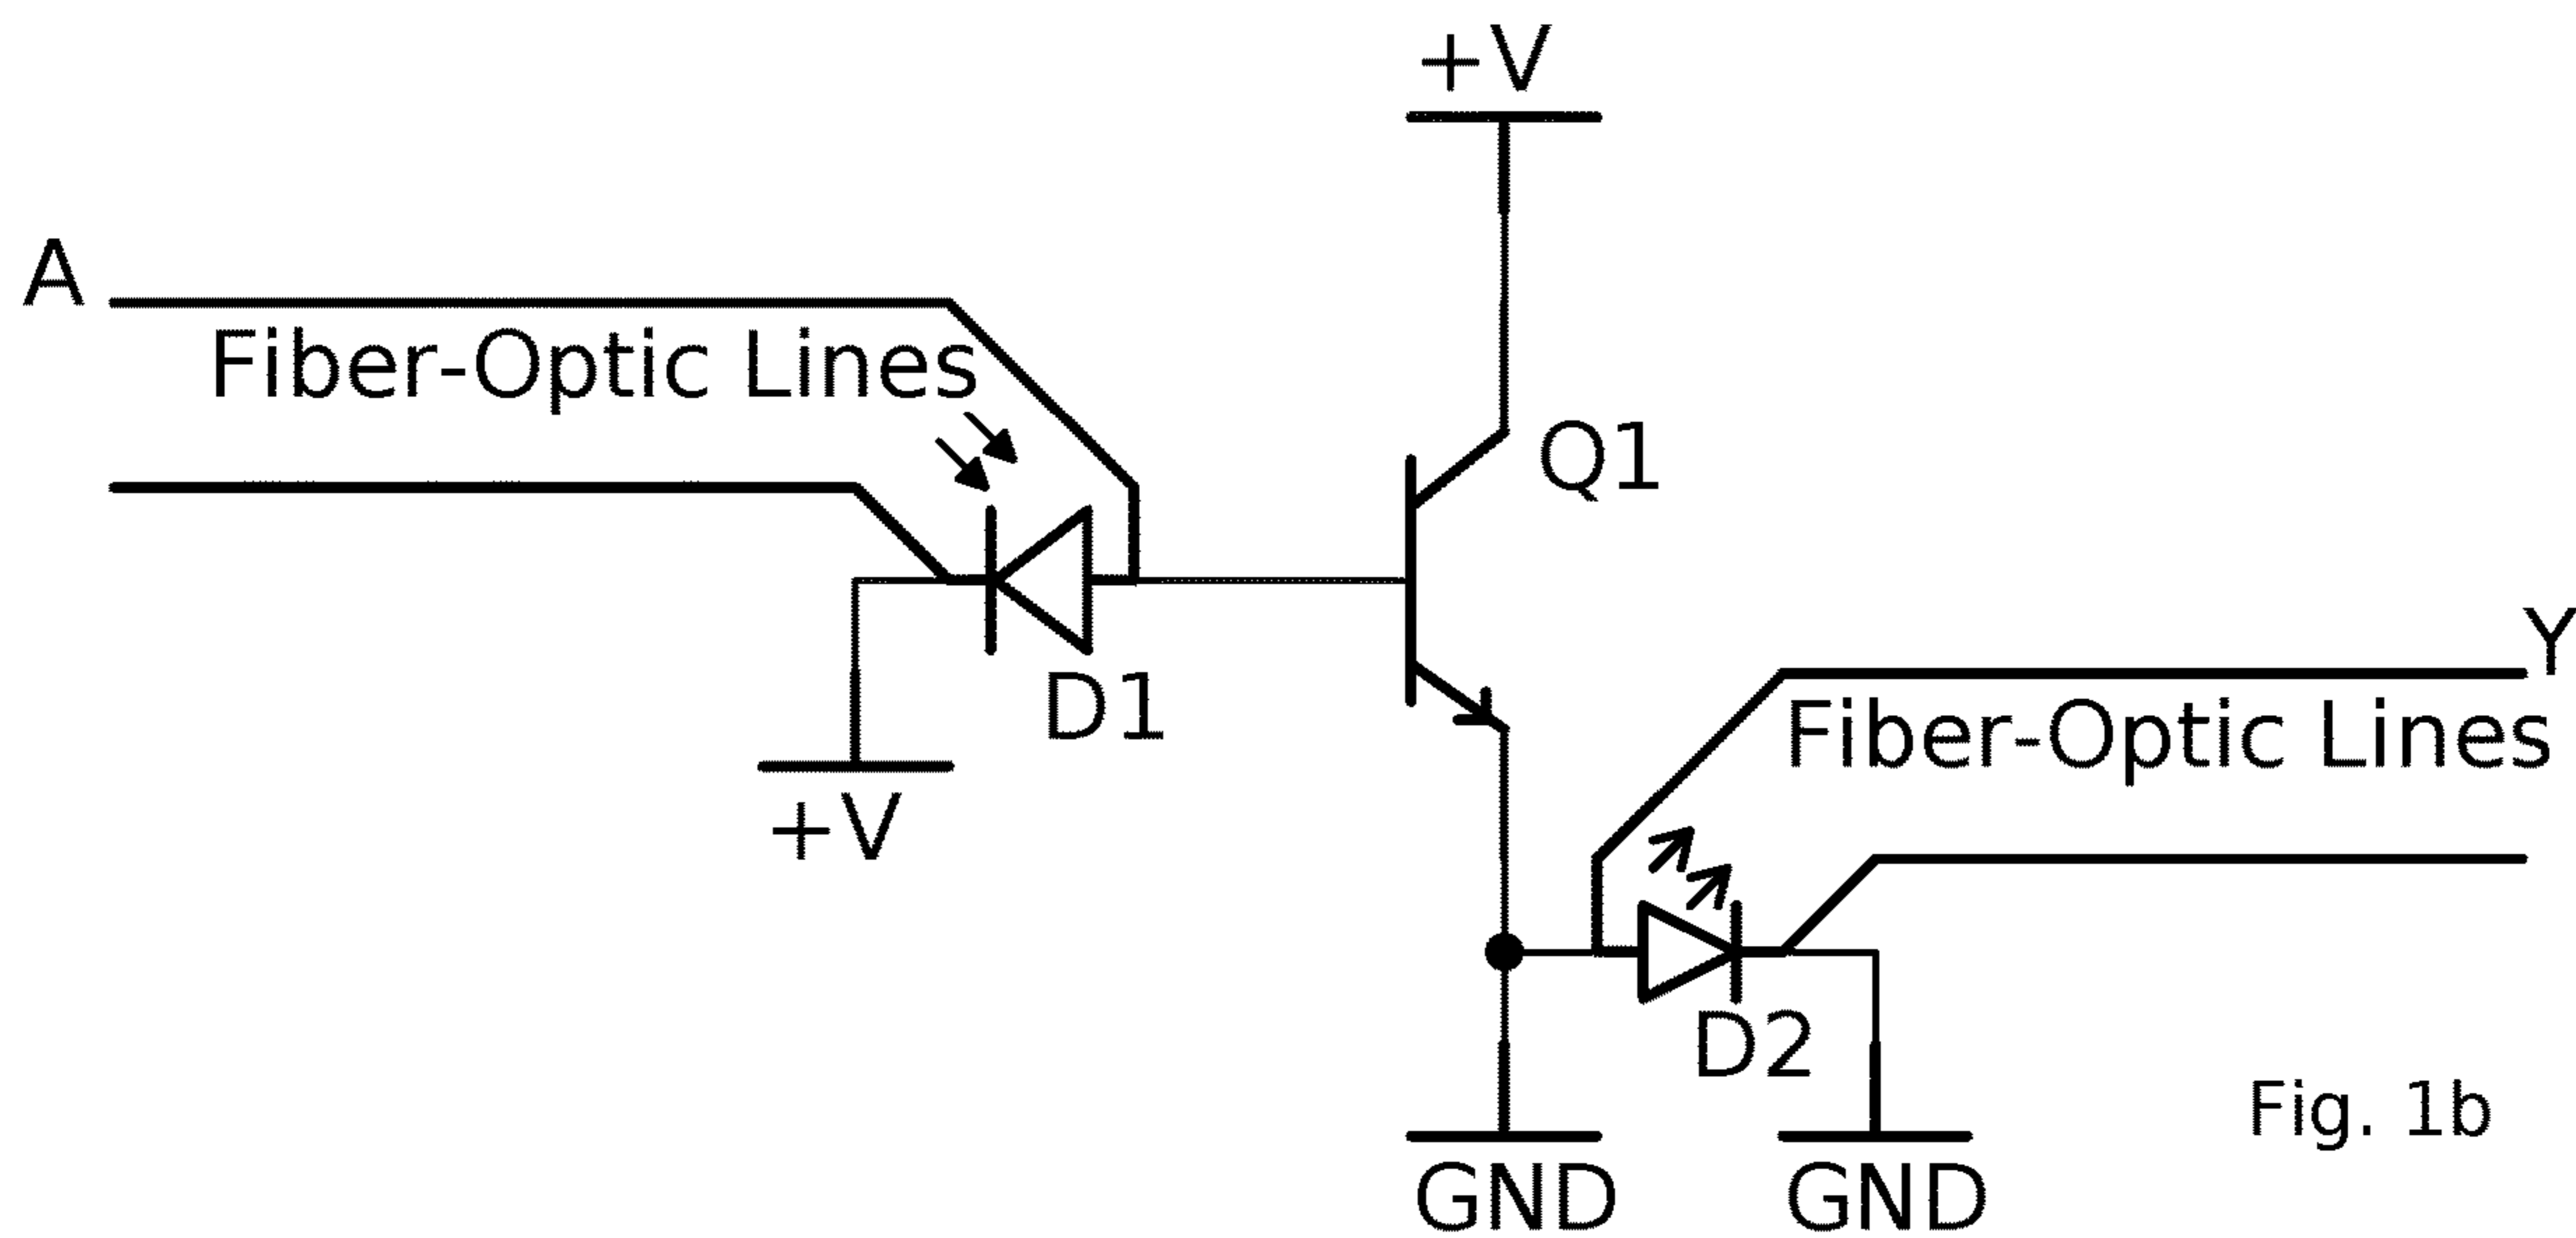 +V
A
Fiber-Optic Lines
Q1
D1
Y
Fiber-Optic Lines
+V
D2
Fig. 1b
GND
GND